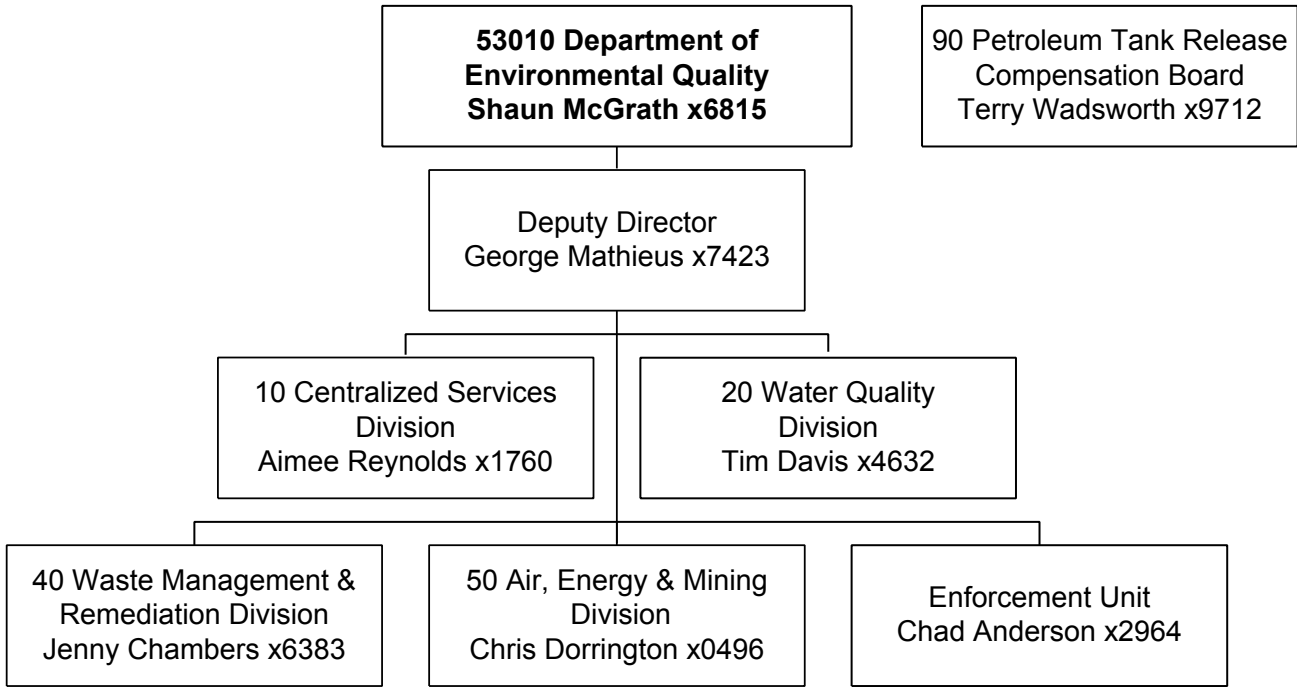 53010 Department of
Environmental Quality
Shaun McGrath x6815
90 Petroleum Tank Release
Compensation Board
Terry Wadsworth x9712
Deputy Director
George Mathieus x7423
10 Centralized Services
Division
Aimee Reynolds x1760
20 Water Quality
Division
Tim Davis x4632
40 Waste Management &
Remediation Division
Jenny Chambers x6383
50 Air, Energy & Mining
Division
Chris Dorrington x0496
Enforcement Unit
Chad Anderson x2964